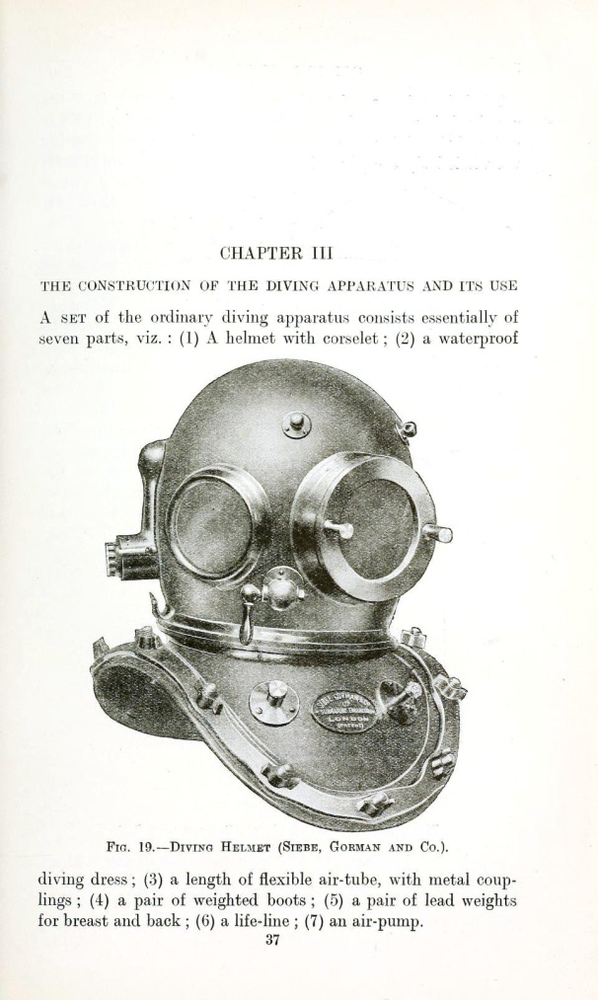 CHAPTER III
THE CONSTRUCTION OF THE DIVING APPARATUS AND ITS USE
A SET of the ordinary diving apparatus consists essentially of
seven parts, viz. : (1) A helmet with corselet ; (2) a waterproof
LONDON
FIG. 19.—DIVING HELMET (SIEBE, GORMAN AND CO.).
diving dress ; (3) a length of flexible air-tube, with metal coup-
lings ; (4) a pair of weighted boots ; (5) a pair of lead weights
for breast and back ; (6) a life-line ; (7) an air-pump.
37